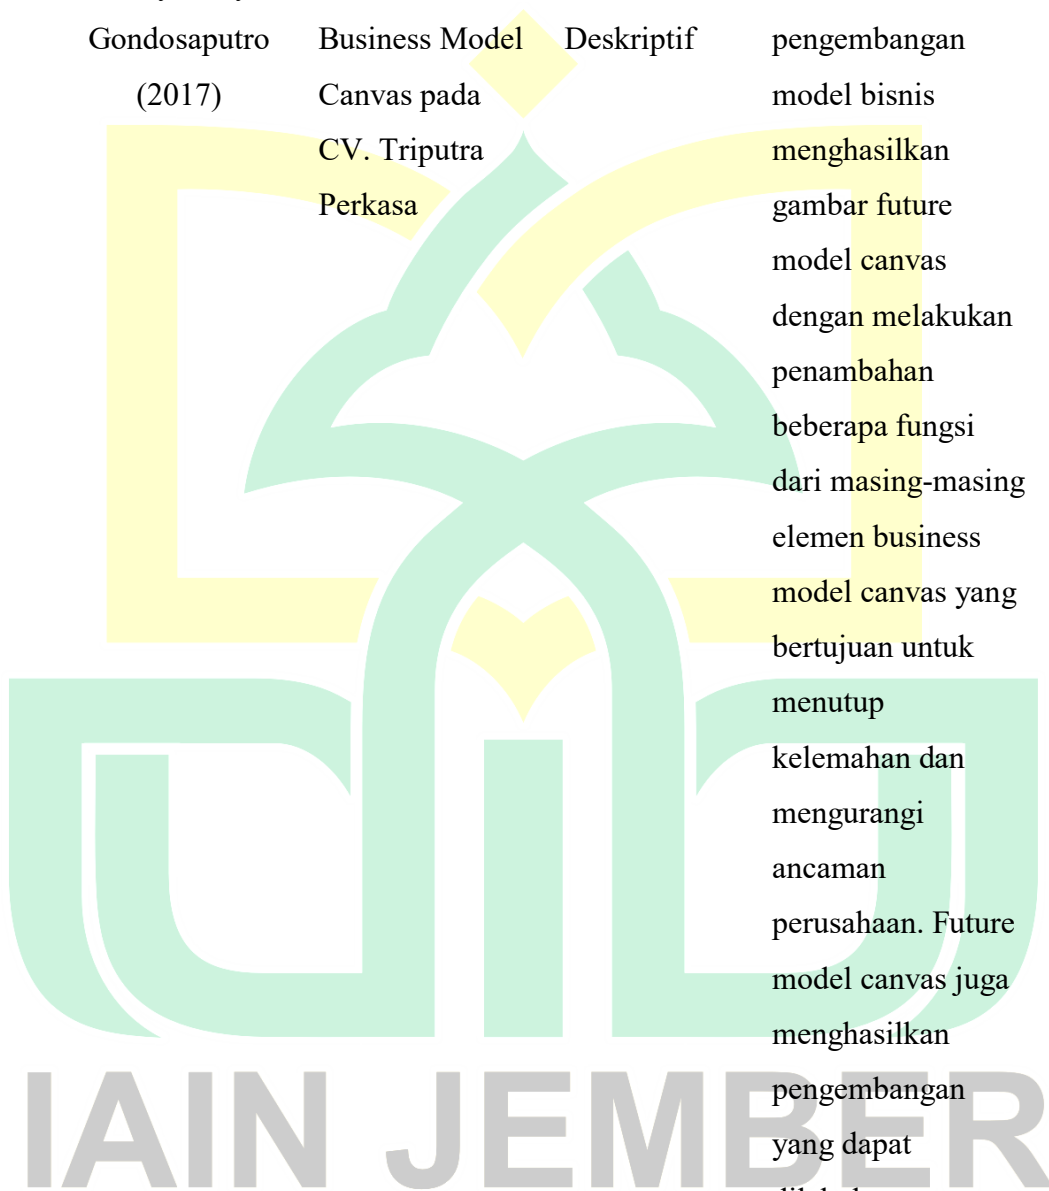 Gondosaputro Business Model Deskriptif pengembangan
(2017) Canvas pada model bisnis
CV. Triputra menghasilkan
Perkasa gambar future
model canvas
dengan melakukan
penambahan
beberapa fungsi
dari masing-masing
elemen business
model canvas yang
bertujuan untuk
menutup
kelemahan dan
mengurangi
ancaman
perusahaan. Future
model canvas juga
menghasilkan
pengembangan
yang dapat
IAIN JEMBER